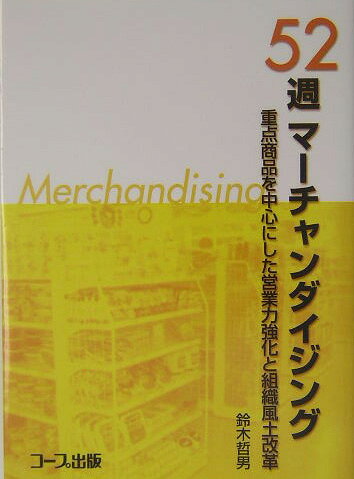 52
週 マーチャンダイジング
重点商品を中心にした営業力強化と組織風土改革
Merchandising
鈴木哲男
コープ出版